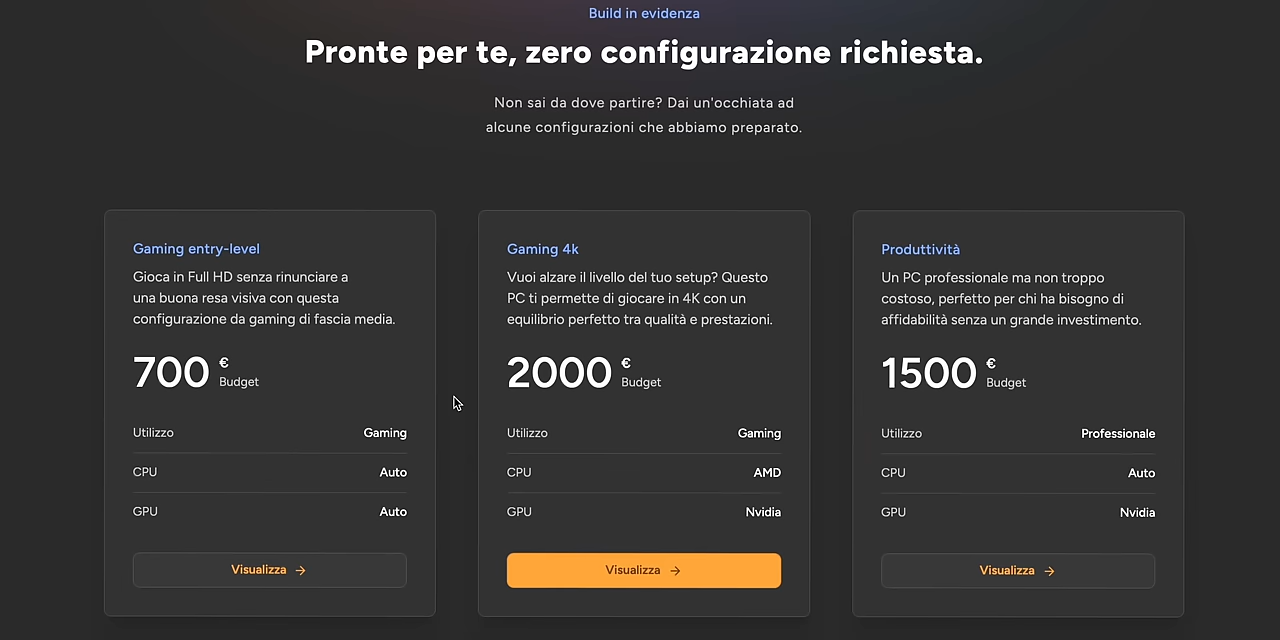 Build in evidenza
Pronte per te, zero configurazione richiesta.
Non sai da dove partire? Dai un'occhiata ad
alcune configurazioni che abbiamo preparato.
Gaming entry-level
Gioca in Full HD senza rinunciare a
una buona resa visiva con questa
configurazione da gaming di fascia media.
700 € Budget
Utilizzo Gaming
CPU Auto
GPU Auto
Visualizza →
Gaming 4k
Vuoi alzare il livello del tuo setup? Questo
PC ti permette di giocare in 4K con un
equilibrio perfetto tra qualità e prestazioni.
2000 € Budget
Utilizzo Gaming
CPU AMD
GPU Nvidia
Visualizza →
Produttività
Un PC professionale ma non troppo
costoso, perfetto per chi ha bisogno di
affidabilità senza un grande investimento.
1500 € Budget
Utilizzo Professionale
CPU Auto
GPU Nvidia
Visualizza →